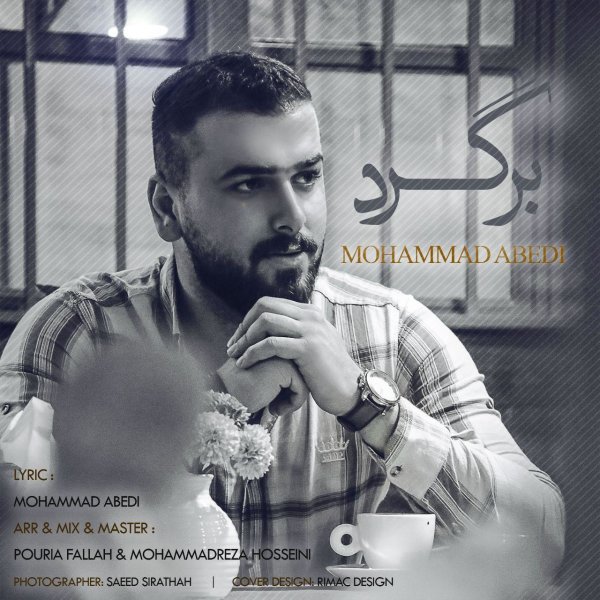 برگرد
MOHAMMAD ABEDI
LYRIC :
MOHAMMAD ABEDI
ARR & MIX & MASTER :
POURIA FALLAH & MOHAMMADREZA HOSSEINI
PHOTOGRAPHER: SAEED SIRATHAH | COVER DESIGN: RIMAC DESIGN